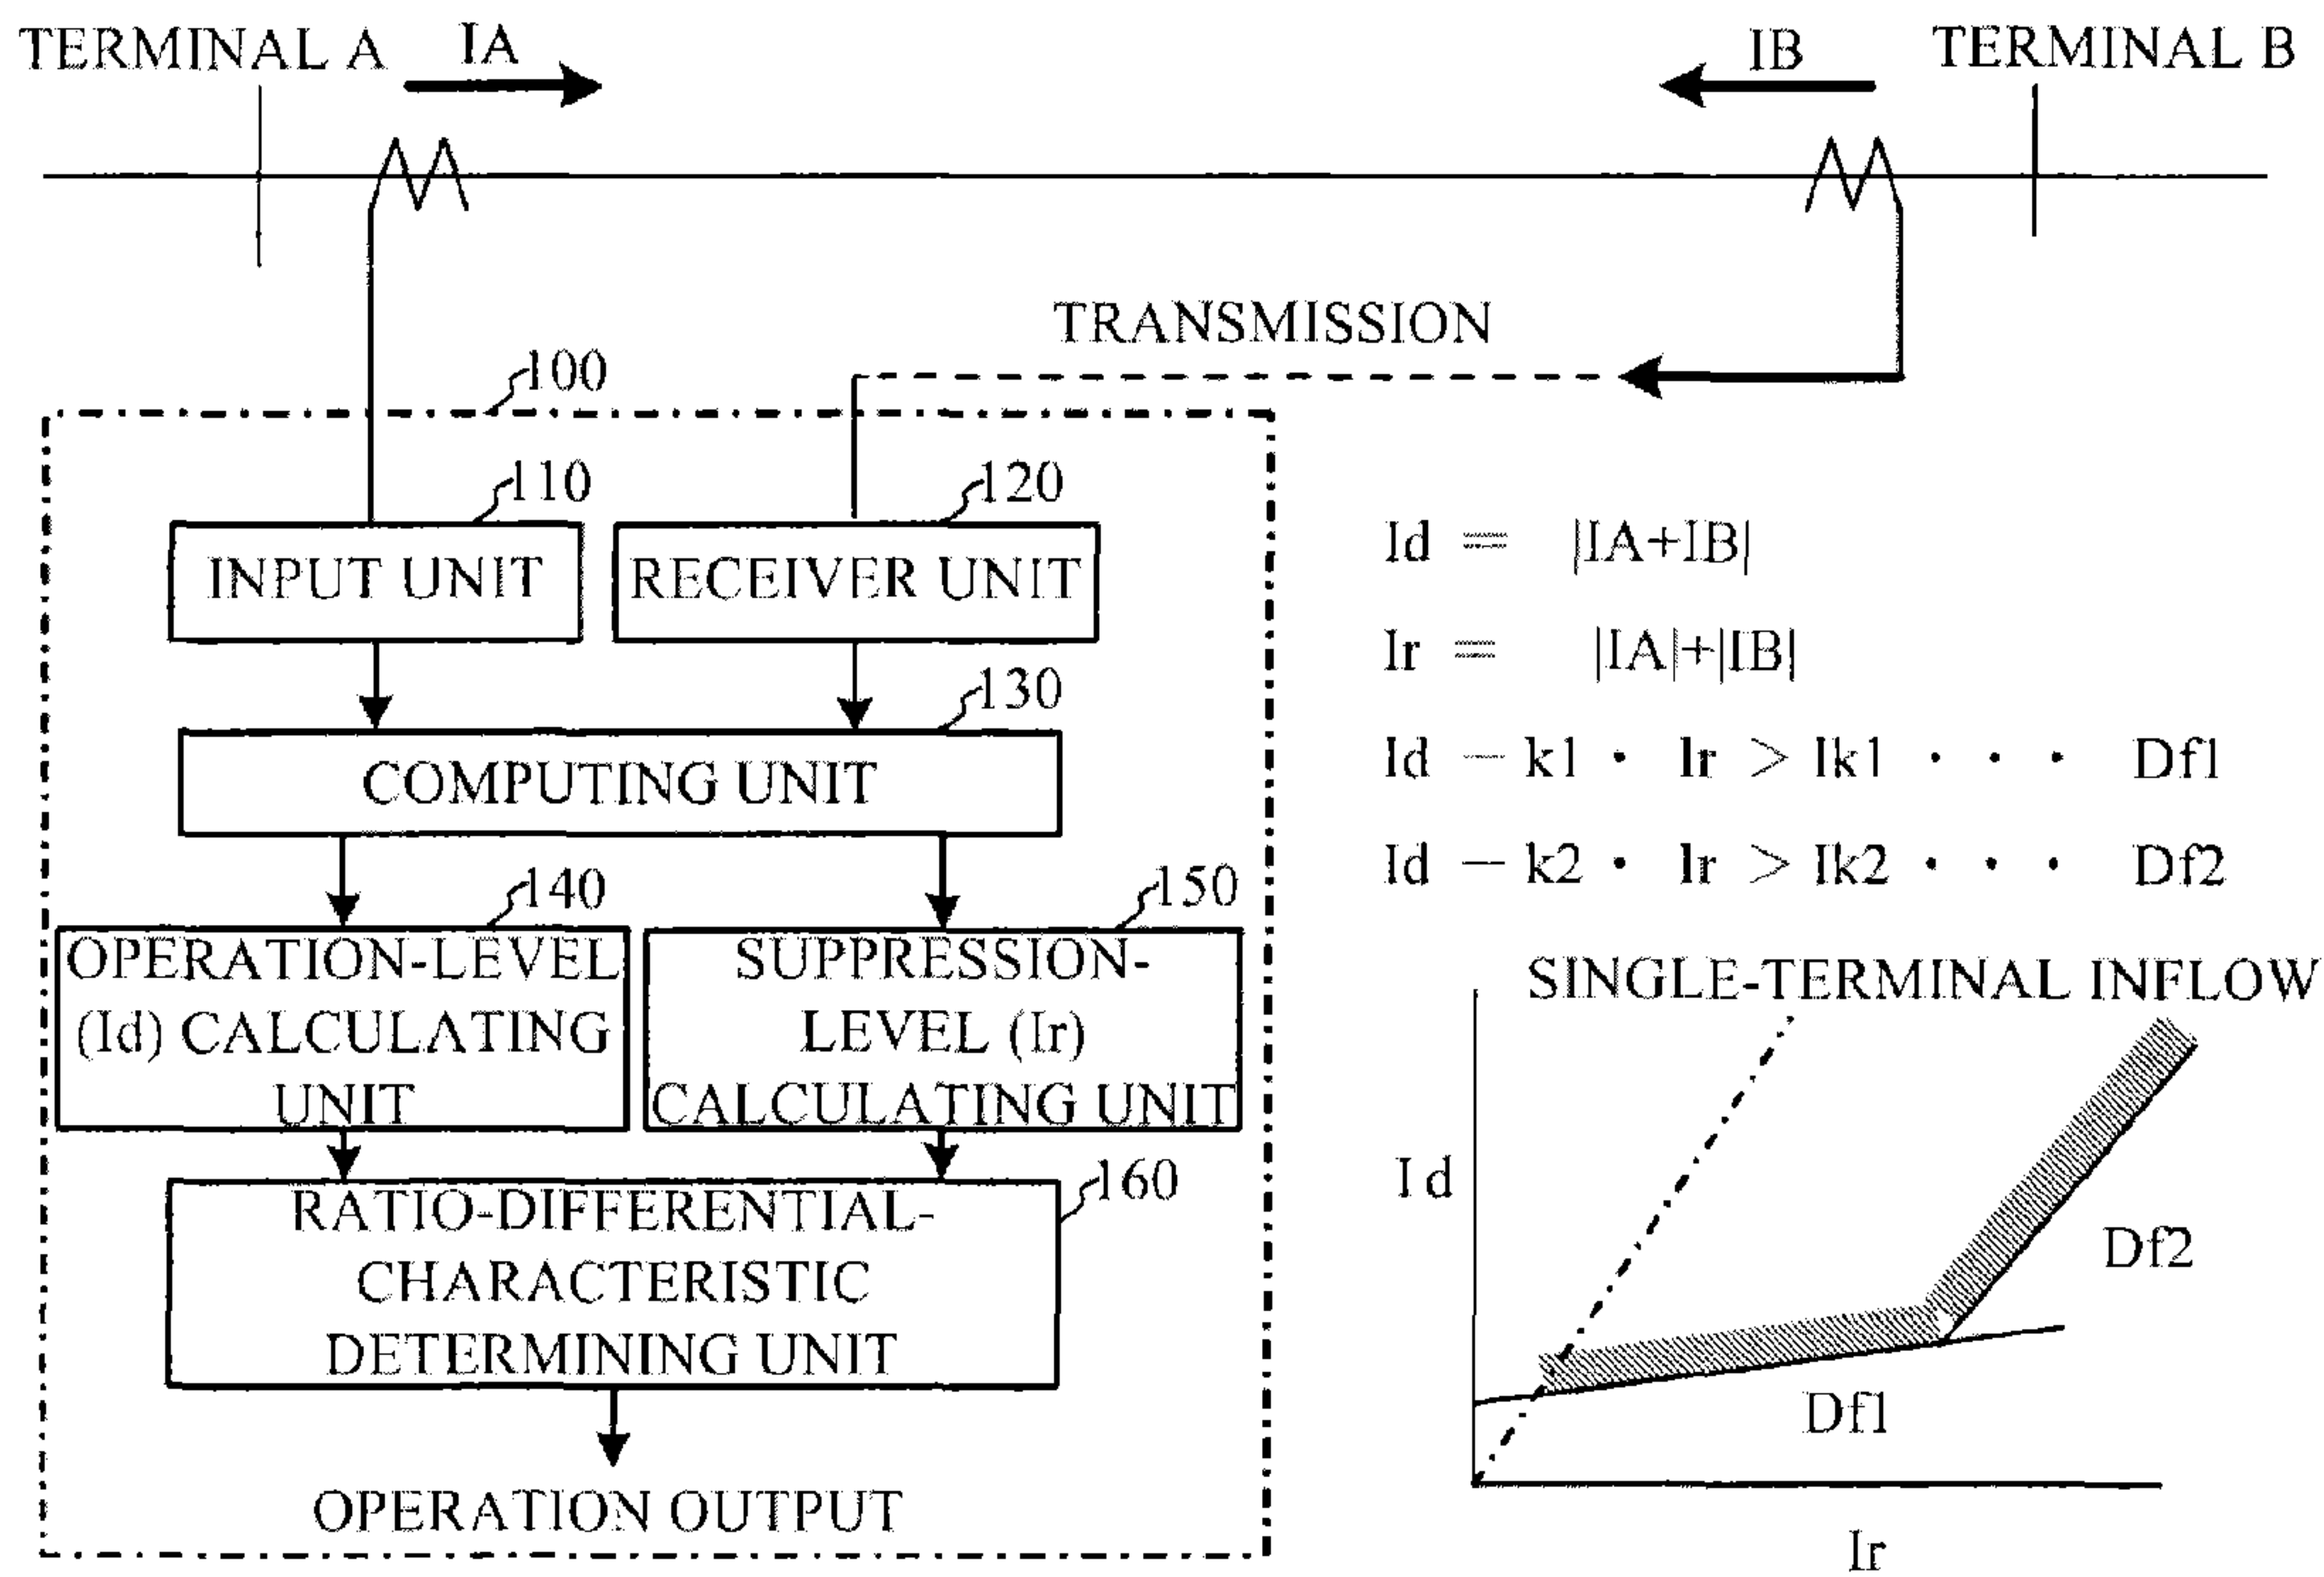 TERMINAL A
IA
IB
TERMINAL B
TRANSMISSION
100
110
120
INPUT UNIT
RECEIVER UNIT
130
COMPUTING UNIT
140
150
OPERATION-LEVEL
(Id) CALCULATING
UNIT
SUPPRESSION-
LEVEL (Ir)
CALCULATING UNIT
160
RATIO-DIFFERENTIAL-
CHARACTERISTIC
DETERMINING UNIT
OPERATION OUTPUT
Id = |IA+IB|
Ir = |IA|+|IB|
Id − k1 · Ir > Ik1 · · · Df1
Id − k2 · Ir > Ik2 · · · Df2
SINGLE-TERMINAL INFLOW
Id
Df2
Df1
Ir